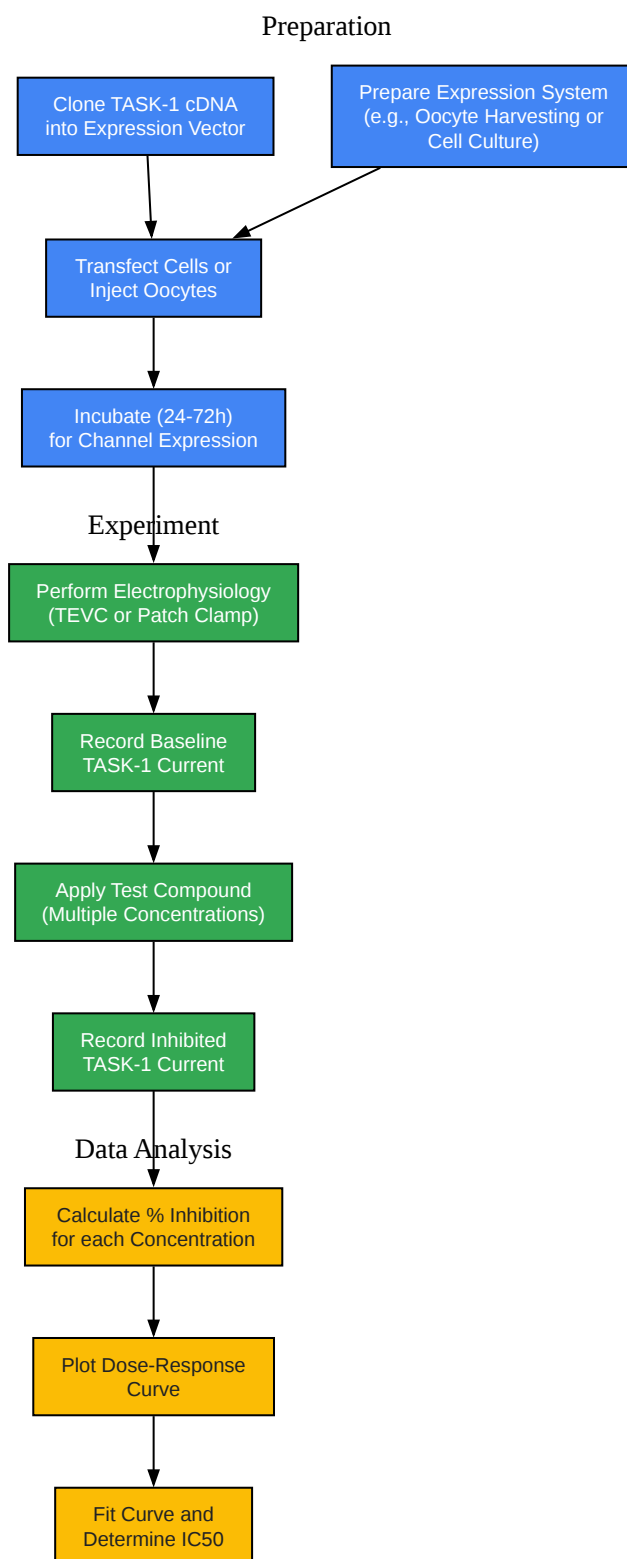 Preparation
Clone TASK-1 cDNA
into Expression Vector
Prepare Expression System
(e.g., Oocyte Harvesting or
Cell Culture)
Transfect Cells or
Inject Oocytes
Incubate (24-72h)
for Channel Expression
Experiment
Perform Electrophysiology
(TEVC or Patch Clamp)
Record Baseline
TASK-1 Current
Apply Test Compound
(Multiple Concentrations)
Record Inhibited
TASK-1 Current
Data Analysis
Calculate % Inhibition
for each Concentration
Plot Dose-Response
Curve
Fit Curve and
Determine IC50